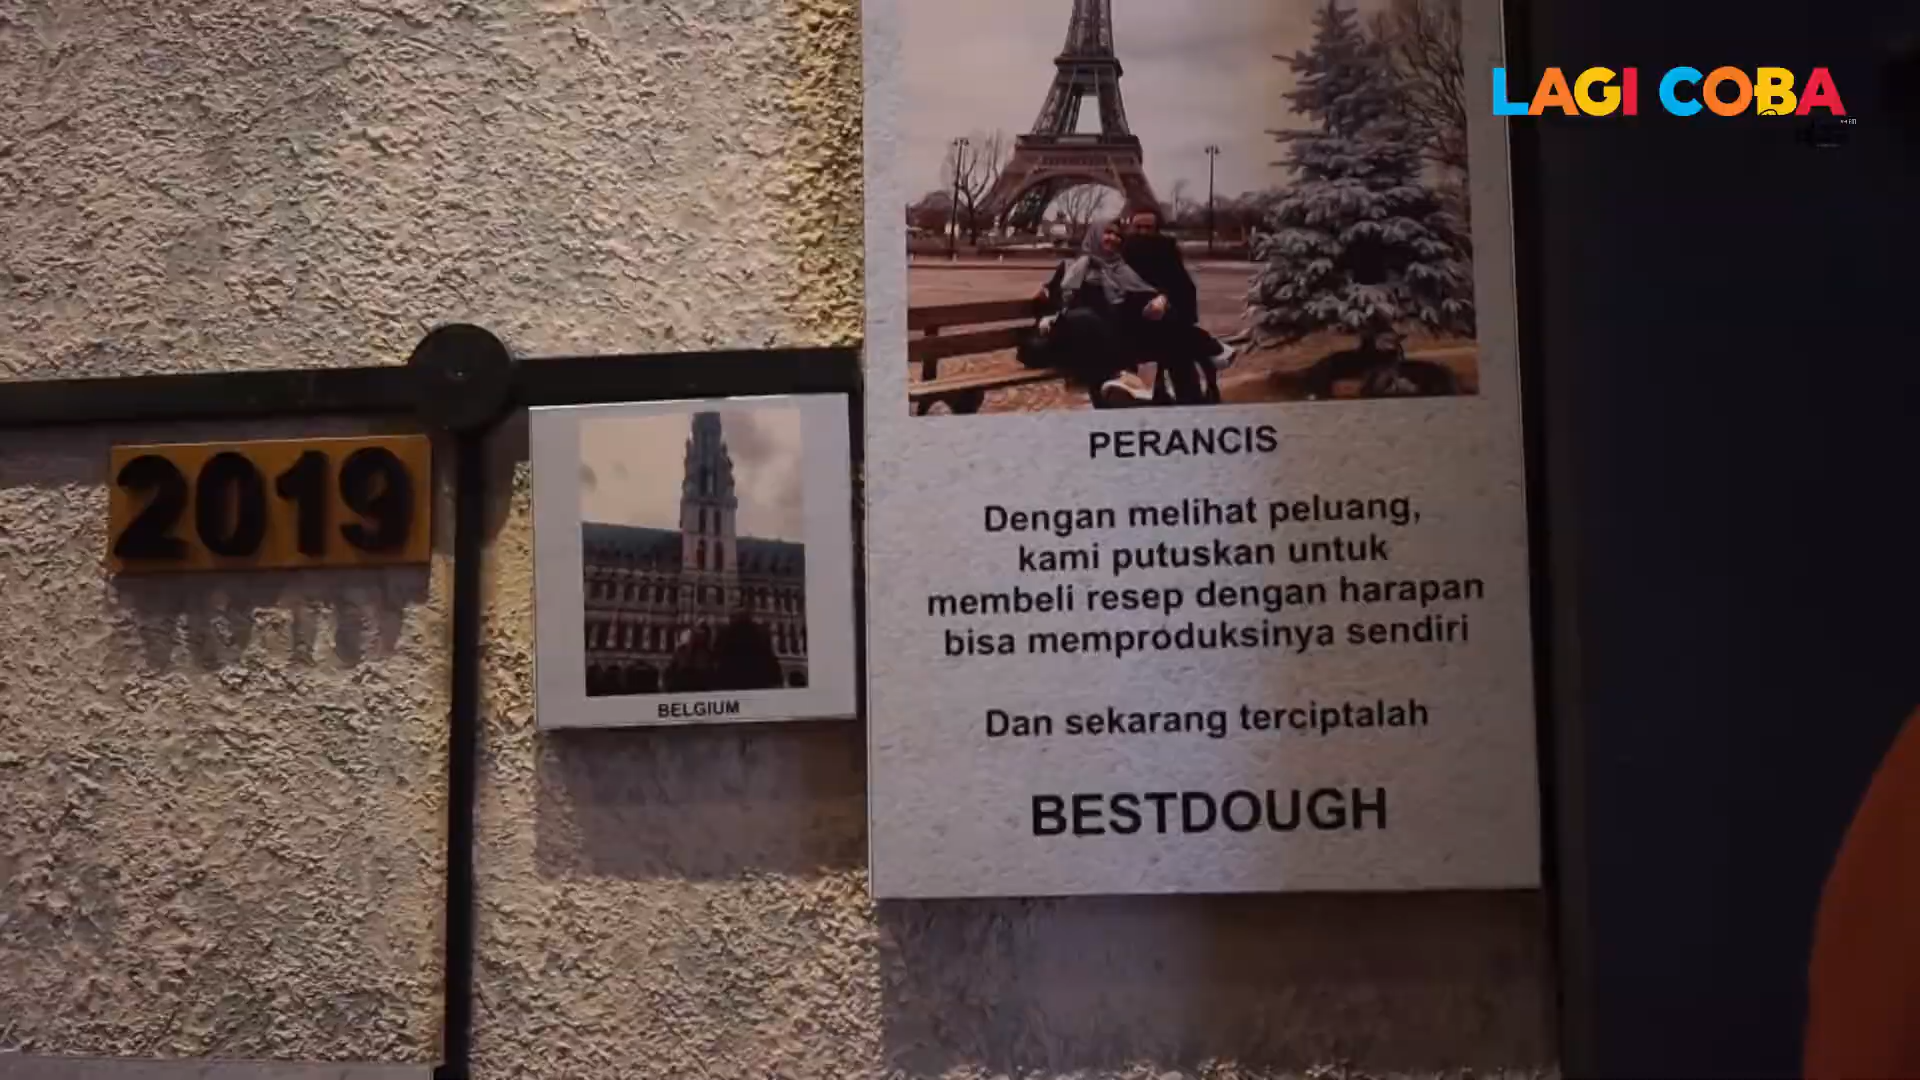 LAGI COBA
2019
BELGIUM
PERANCIS
Dengan melihat peluang,
kami putuskan untuk
membeli resep dengan harapan
bisa memproduksinya sendiri
Dan sekarang terciptalah
BESTDOUGH